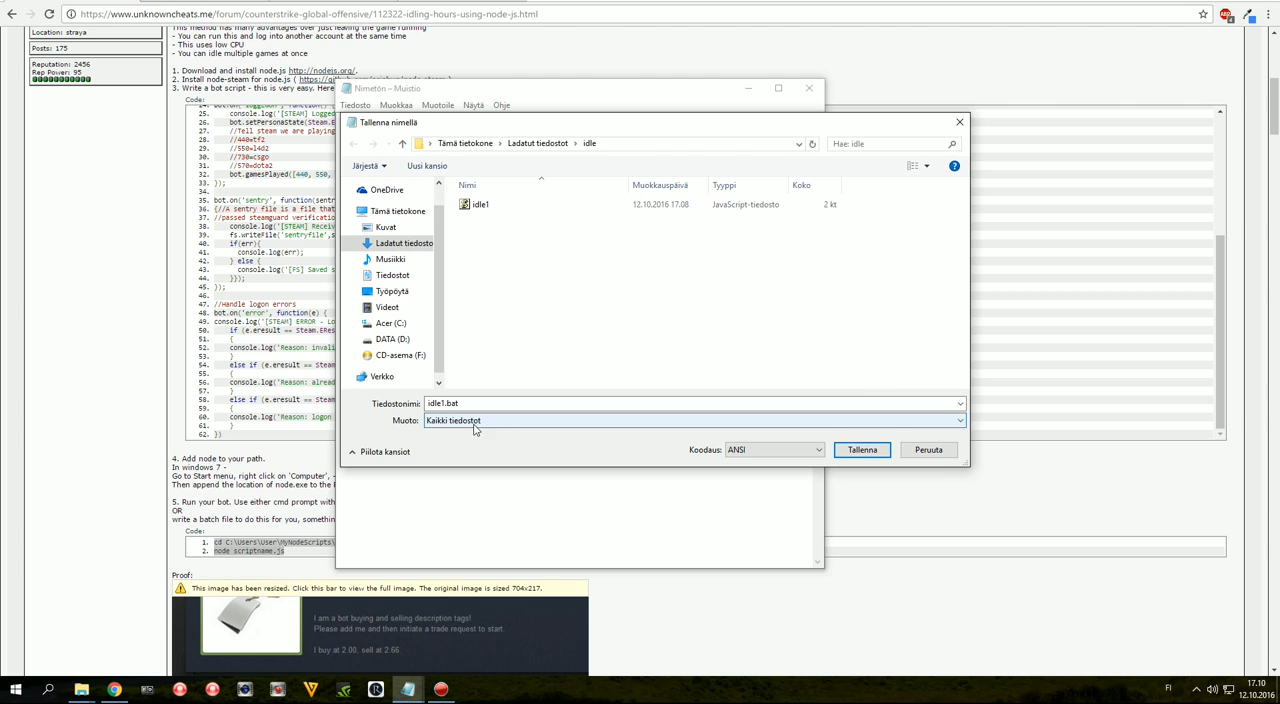 https://www.unknowncheats.me/forum/counterstrike-global-offensive/112322-idling-hours-using-node-js.html
Location: straya
Posts: 175
Reputation: 2456
Rep Power: 95
This method has many advantages over just leaving the game running
- You can run this and log into another account at the same time
- This uses low CPU
- You can idle multiple games at once
1. Download and install node.js http://nodejs.org/.
2. Install node-steam for node.js (
3. Write a bot script - this is very easy. Here
Code:
25. console.log('[STEAM] Logged
26. bot.setPersonaState(Steam.E
27. //Tell steam we are playing
28. //440=tf2
29. //550=l4d2
30. //730=csgo
31. //570=dota2
32. bot.gamesPlayed([440, 550,
33. });
34.
35. bot.on('sentry', function(sentry
36. {//A sentry file is a file that
37. //passed steamguard verification
38. console.log('[STEAM] Receiv
39. fs.writeFile('sentryfile',s
40. if(err){
41. console.log(err);
42. } else {
43. console.log('[FS] Saved s
44. }});
45. });
46.
47. //Handle logon errors
48. bot.on('error', function(e) {
49. console.log('[STEAM] ERROR - Lo
50. if (e.eresult == Steam.ERes
51. {
52. console.log('Reason: invali
53. }
54. else if (e.eresult == Steam
55. {
56. console.log('Reason: alread
57. }
58. else if (e.eresult == Steam
59. {
60. console.log('Reason: logon
61. }
62. })
4. Add node to your path.
In windows 7 -
Go to Start menu, right click on 'Computer', -
Then append the location of node.exe to the
5. Run your bot. Use either cmd prompt with
OR
write a batch file to do this for you, somethin
Code:
1. cd C:\Users\User\MyNodeScripts\
2. node scriptname.js
Proof:
This image has been resized. Click this bar to view the full image. The original image is sized 704x217.
I am a bot buying and selling description tags!
Please add me and then initiate a trade request to start.
I buy at 2.00, sell at 2.66
Nimetön – Muistio
Tiedosto Muokkaa Muotoile Näytä Ohje
Tallenna nimellä
Tämä tietokone > Ladatut tiedostot > idle
Hae: idle
Järjestä Uusi kansio
Nimi Muokkauspäivä Tyyppi Koko
idle1 12.10.2016 17.08 JavaScript-tiedosto 2 kt
OneDrive
Tämä tietokone
Kuvat
Ladatut tiedosto
Musiikki
Tiedostot
Työpöytä
Videot
Acer (C:)
DATA (D:)
CD-asema (F:)
Verkko
Tiedostonimi: idle1.bat
Muoto: Kaikki tiedostot
Piilota kansiot
Koodaus: ANSI
Tallenna
Peruuta
FI
17.10
12.10.2016